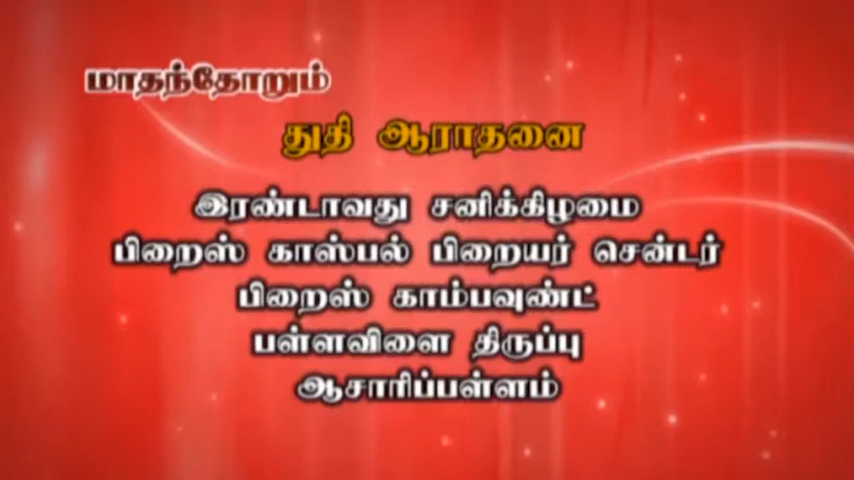 மாதந்தோறும்
துதி ஆராதனை
இரண்டாவது சனிக்கிழமை
பிறைஸ் காஸ்பல் பிறையர் சென்டர்
பிறைஸ் காம்பவுண்ட்
பள்ளவிளை திருப்பு
ஆசாரிப்பள்ளம்